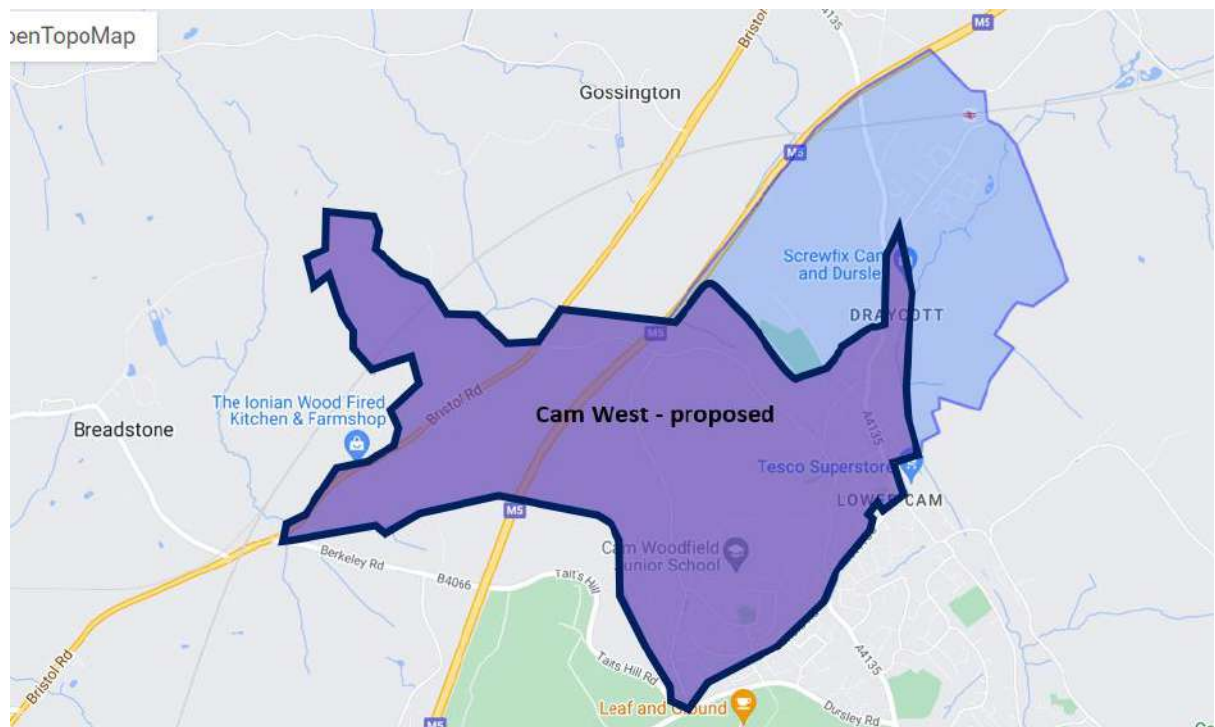 penTopoMap
A4135
M5
Bristol
Gossington
M5
Screwfix Cam
and Dursle
DRAYCOTT
M5
The Ionian Wood Fired
Kitchen & Farmshop
Bristol Rd
Breadstone
Cam West - proposed
A4135
Tesco Superstore
LOWER CAM
M5
Cam Woodfield
Junior School
Berkeley Rd
B4066
Tait's Hill
Taits Hill Rd
A4135
Bristol Rd
Leaf and Ground
Dursley Rd
M5